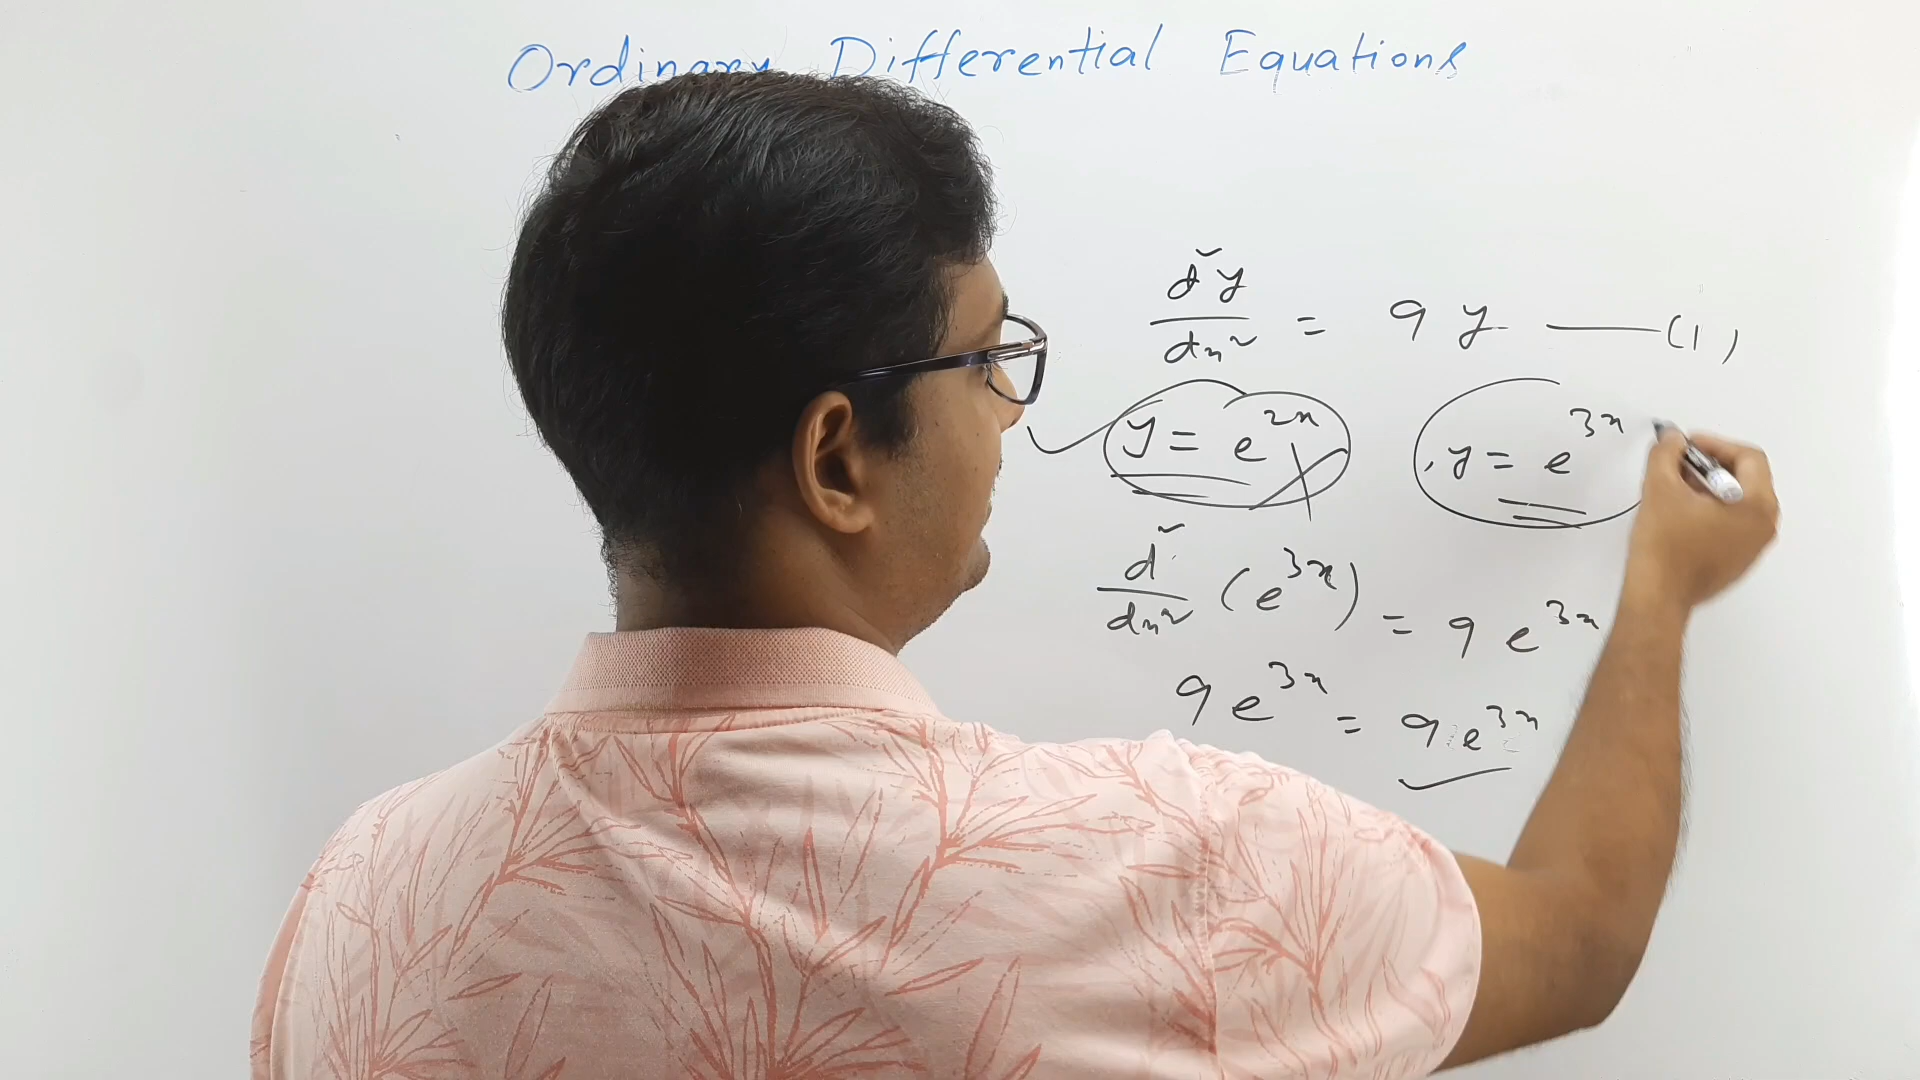 Ordinary Differential Equations
d²y/dx² = 9y —— (1)
y = e^{2x} , y = e^{3x}
d²/dx² (e^{3x}) = 9e^{3x}
9e^{3x} = 9e^{3x}